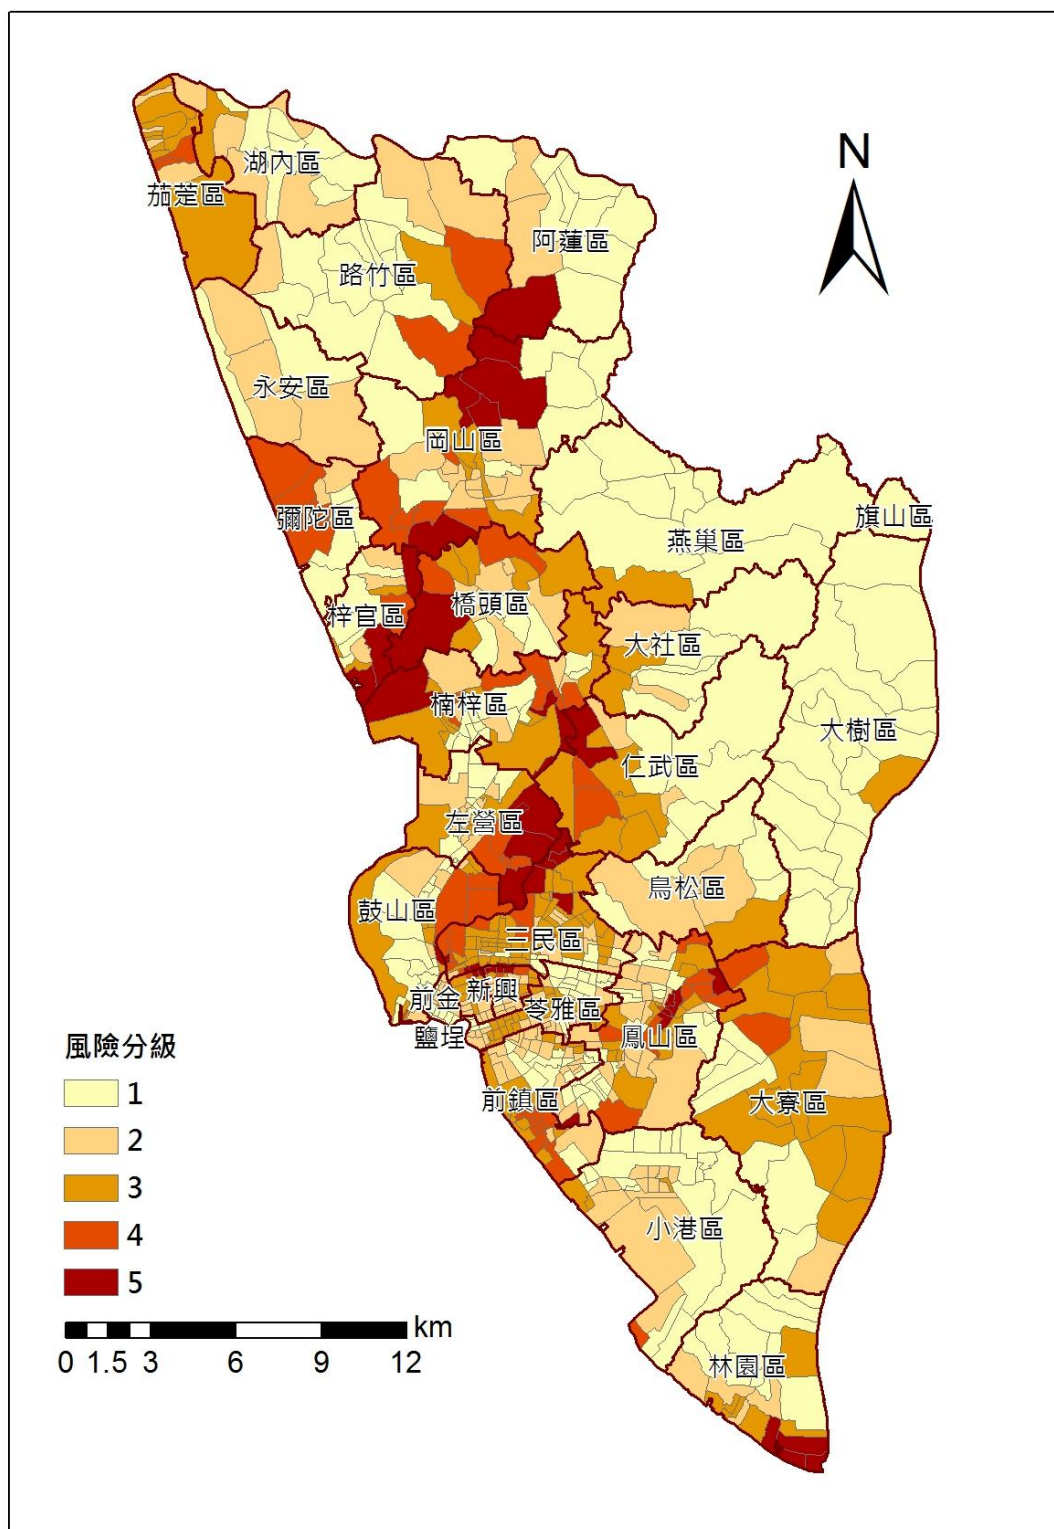 N
湖內區
茄萣區
阿蓮區
路竹區
永安區
岡山區
彌陀區
旗山區
燕巢區
橋頭區
梓官區
大社區
楠梓區
大樹區
仁武區
左營區
鳥松區
鼓山區
三民區
新興
前金
苓雅區
鹽埕
鳳山區
前鎮區
大寮區
小港區
林園區
風險分級
1
2
3
4
5
km
0 1.5 3 6 9 12